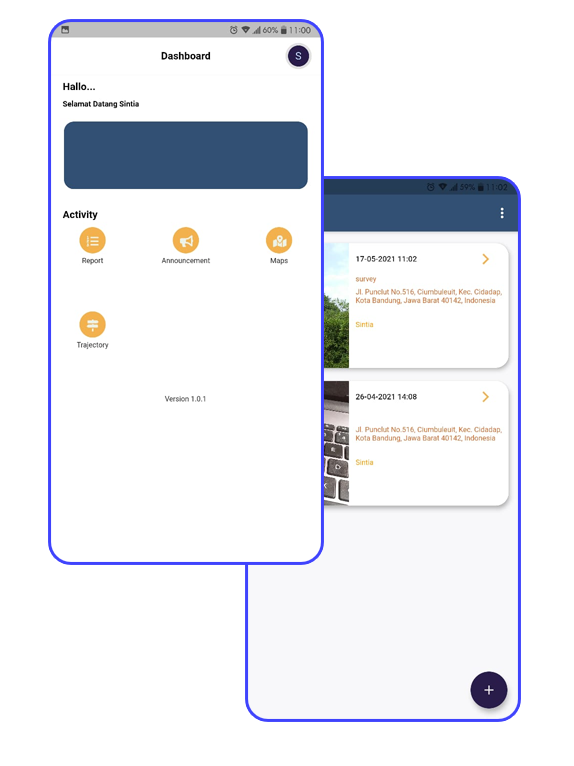 60% 11:00
Dashboard
S
Hallo...
Selamat Datang Sintia
Activity
Report
Announcement
Maps
Trajectory
Version 1.0.1
59% 11:02
17-05-2021 11:02
survey
Jl. Punclut No.516, Ciumbuleuit, Kec. Cidadap,
Kota Bandung, Jawa Barat 40142, Indonesia
Sintia
26-04-2021 14:08
Jl. Punclut No.516, Ciumbuleuit, Kec. Cidadap,
Kota Bandung, Jawa Barat 40142, Indonesia
Sintia
+